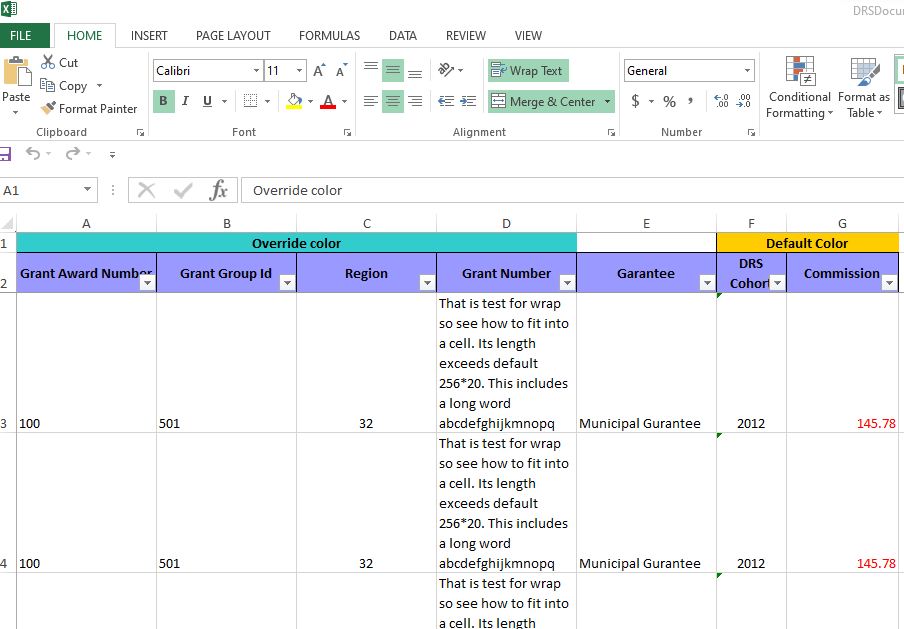 DRSDocu
FILE HOME INSERT PAGE LAYOUT FORMULAS DATA REVIEW VIEW
Cut
Copy
Format Painter
Paste
Calibri 11
B I U
Wrap Text
Merge & Center
General
$ % ,
Conditional
Formatting
Format as
Table
Clipboard Font Alignment Number
A1 fx Override color
A B C D E F G
1 Override color Default Color
2 Grant Award Number Grant Group Id Region Grant Number Garantee DRS
Cohort Commission
That is test for wrap
so see how to fit into
a cell. Its length
exceeds default
256*20. This includes
a long word
3 100 501 32 abcdefghijkmnopq Municipal Gurantee 2012 145.78
That is test for wrap
so see how to fit into
a cell. Its length
exceeds default
256*20. This includes
a long word
4 100 501 32 abcdefghijkmnopq Municipal Gurantee 2012 145.78
That is test for wrap
so see how to fit into
a cell. Its length